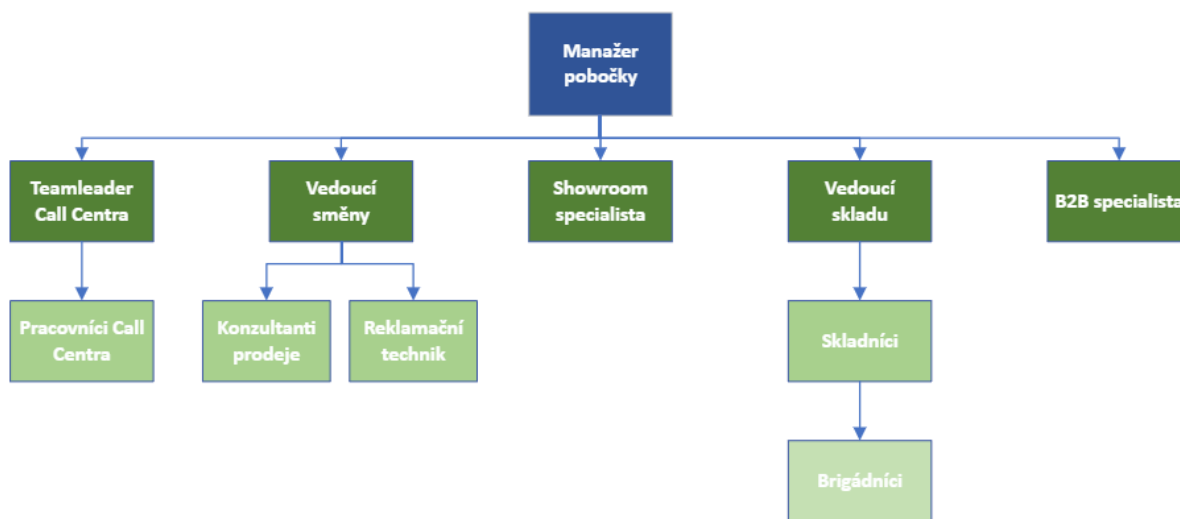 Manažer
pobočky
Teamleader
Call Centra
Vedoucí
směny
Showroom
specialista
Vedoucí
skladu
B2B specialista
Pracovníci Call
Centra
Konzultanti
prodeje
Reklamační
technik
Skladníci
Brigádníci